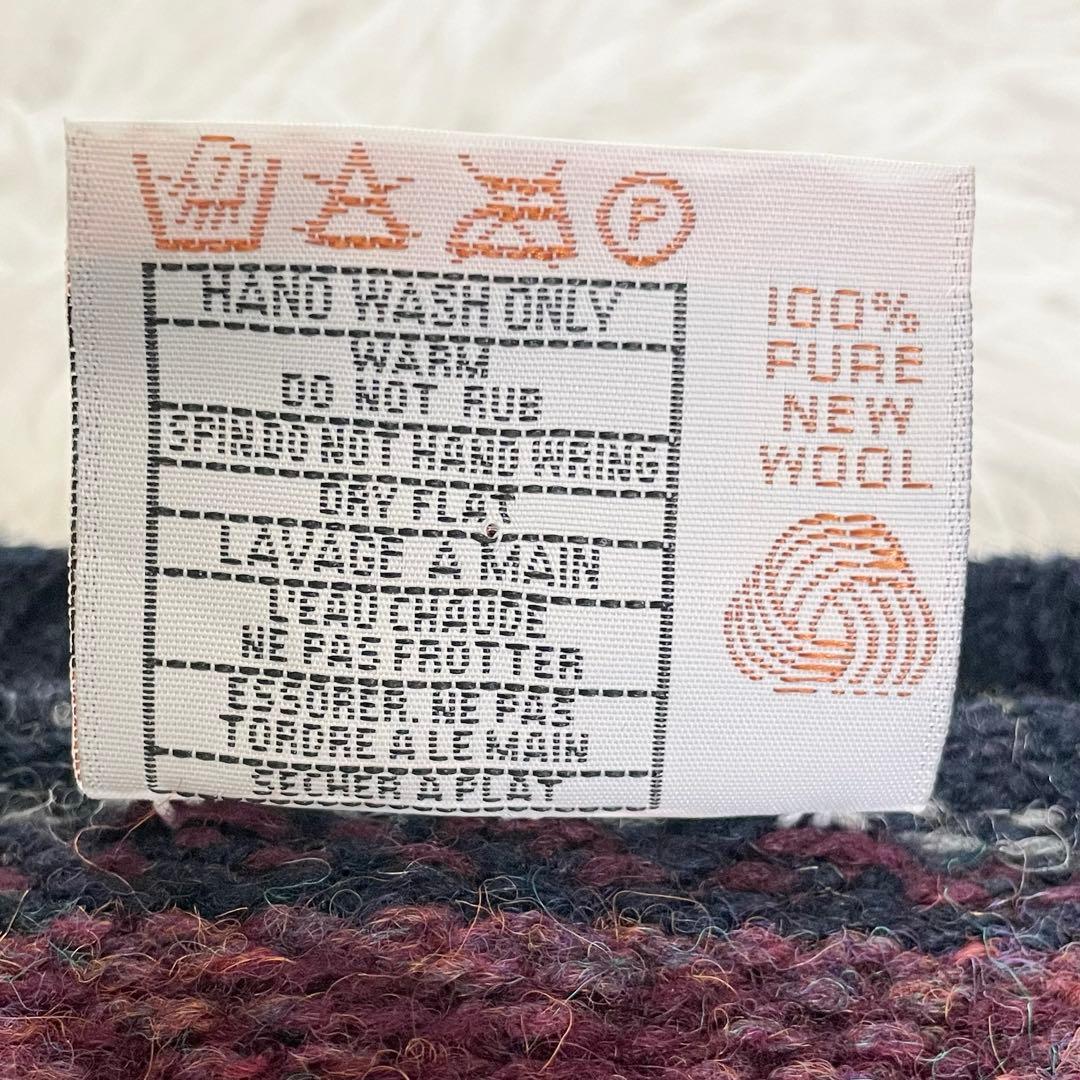 P
HAND WASH ONLY
WARM
DO NOT RUB
SPIN.DO NOT HAND WRING
DRY FLAT
LAVAGE A MAIN
L'EAU CHAUDE
NE PAS FROTTER
ESSORER. NE PAS
TORDRE A LE MAIN
SECHER A PLAT
100%
PURE
NEW
WOOL